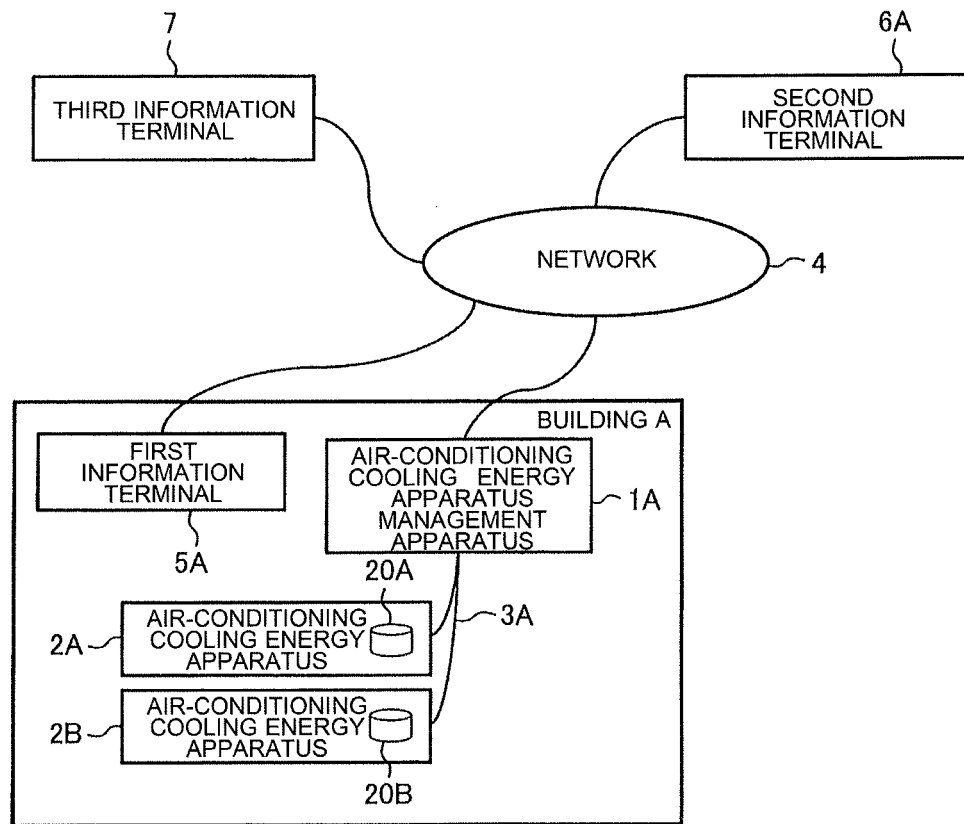 7
6A
THIRD INFORMATION
TERMINAL
SECOND
INFORMATION
TERMINAL
NETWORK
4
BUILDING A
FIRST
INFORMATION
TERMINAL
5A
AIR-CONDITIONING
COOLING ENERGY
APPARATUS
MANAGEMENT
APPARATUS
1A
20A
3A
2A
AIR-CONDITIONING
COOLING ENERGY
APPARATUS
2B
AIR-CONDITIONING
COOLING ENERGY
APPARATUS
20B